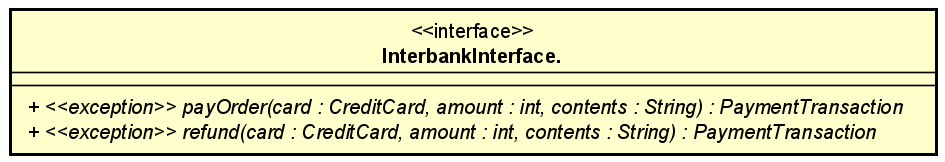 <<interface>>
InterbankInterface.
+ <<exception>> payOrder(card : CreditCard, amount : int, contents : String) : PaymentTransaction
+ <<exception>> refund(card : CreditCard, amount : int, contents : String) : PaymentTransaction